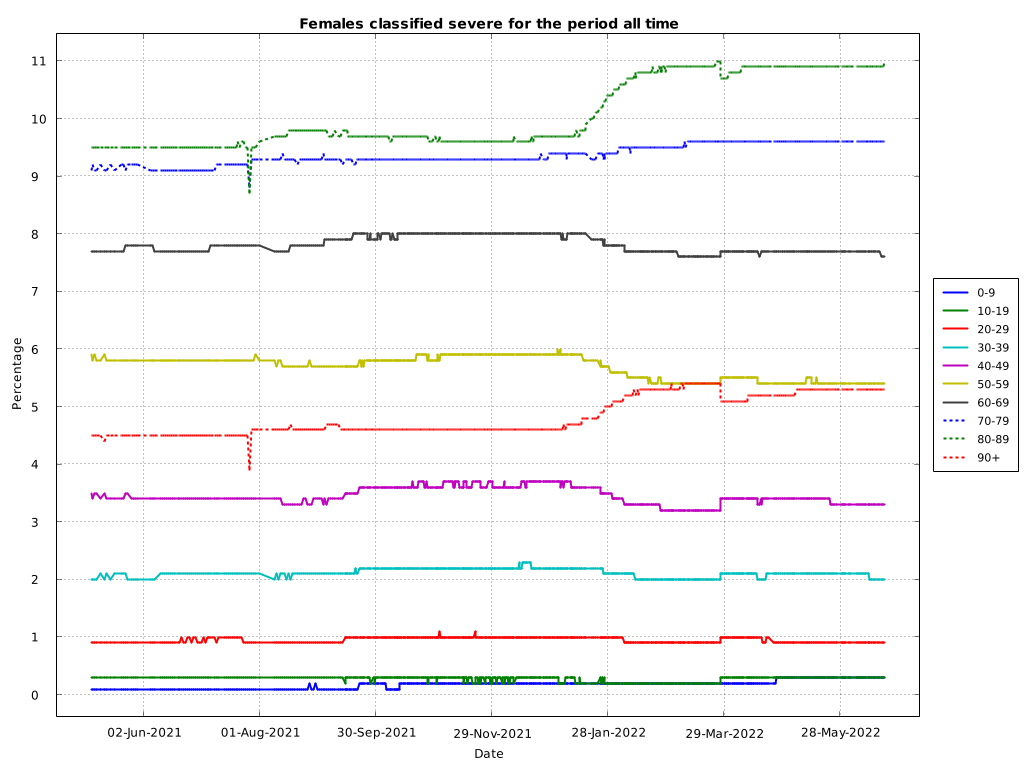 Females classified severe for the period all time
11
10
9
8
7
6
5
4
3
2
1
0
Percentage
02-Jun-2021
01-Aug-2021
30-Sep-2021
29-Nov-2021
28-Jan-2022
29-Mar-2022
28-May-2022
Date
0-9
10-19
20-29
30-39
40-49
50-59
60-69
70-79
80-89
90+